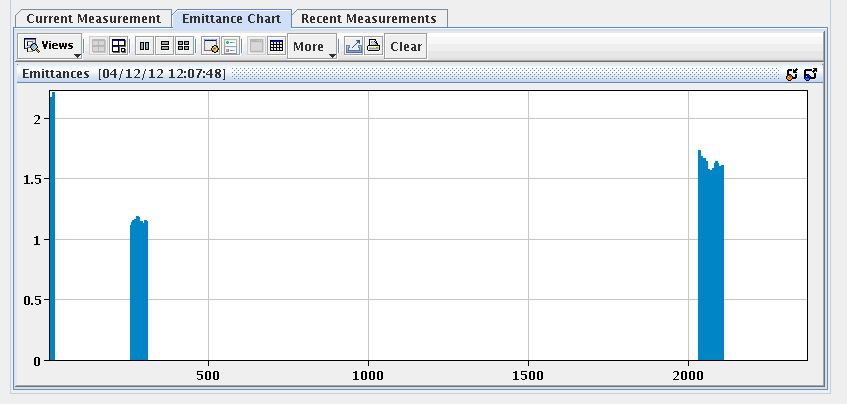 Current Measurement Emittance Chart Recent Measurements
Views More Clear
Emittances [04/12/12 12:07:48]
2
1.5
1
0.5
0
500 1000 1500 2000